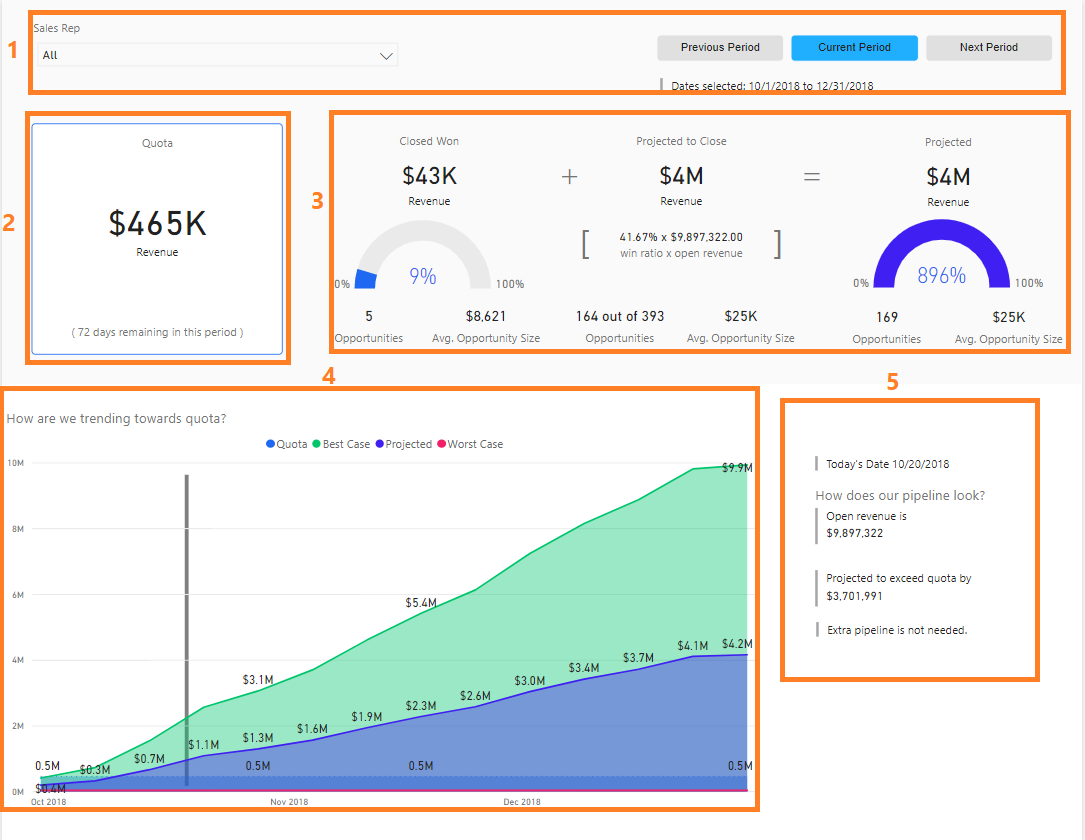 1
Sales Rep
All
Previous Period
Current Period
Next Period
Dates selected: 10/1/2018 to 12/31/2018
2
Quota
$465K
Revenue
( 72 days remaining in this period )
3
Closed Won
$43K
Revenue
0%
9%
100%
5
Opportunities
$8,621
Avg. Opportunity Size
+
Projected to Close
$4M
Revenue
[ 41.67% x $9,897,322.00 ]
win ratio x open revenue
164 out of 393
Opportunities
$25K
Avg. Opportunity Size
=
Projected
$4M
Revenue
0%
896%
100%
169
Opportunities
$25K
Avg. Opportunity Size
4
How are we trending towards quota?
Quota Best Case Projected Worst Case
10M
8M
6M
4M
2M
0M
$9.9M
$5.4M
$3.1M
$0.3M
$0.7M
$1.1M
$1.3M
$1.6M
$1.9M
$2.3M
$2.6M
$3.0M
$3.4M
$3.7M
$4.1M
$4.2M
0.5M
0.5M
0.5M
0.5M
$0.4M
Oct 2018
Nov 2018
Dec 2018
5
Today's Date 10/20/2018
How does our pipeline look?
Open revenue is
$9,897,322
Projected to exceed quota by
$3,701,991
Extra pipeline is not needed.